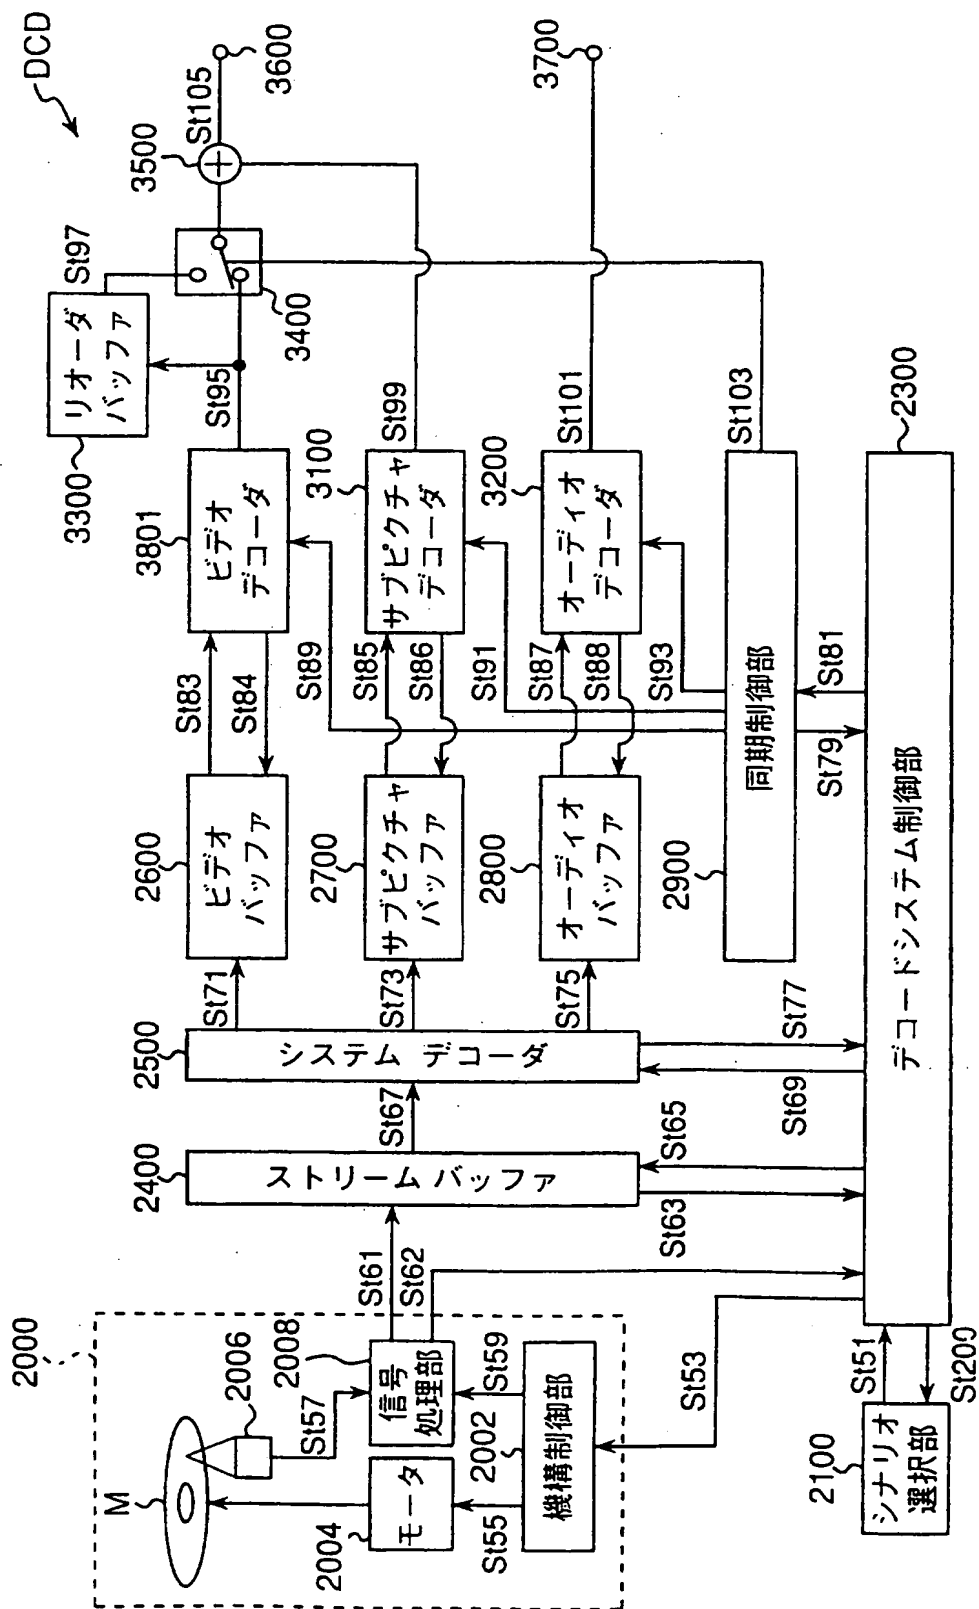 DCD
2000
M
2006
2008
信号
処理部
St57
2004
モータ
2002
St59
St55
機構制御部
St61
St62
St53
2100
シナリオ
選択部
St51
St209
2400
ストリーム バッファ
St63
St65
St67
2500
システム デコーダ
St69
St77
St71
St73
St75
2600
ビデオ
バッファ
2700
サブピクチャ
バッファ
2800
オーディオ
バッファ
2900
同期制御部
St79
St81
St83
St84
St89
St85
St86
St91
St87
St88
St93
3801
ビデオ
デコーダ
3100
サブピクチャ
デコーダ
3200
オーディオ
デコーダ
2300
デコードシステム制御部
3300
リオーダ
バッファ
St95
St97
St99
St101
St103
3400
3500
St105
3600
3700